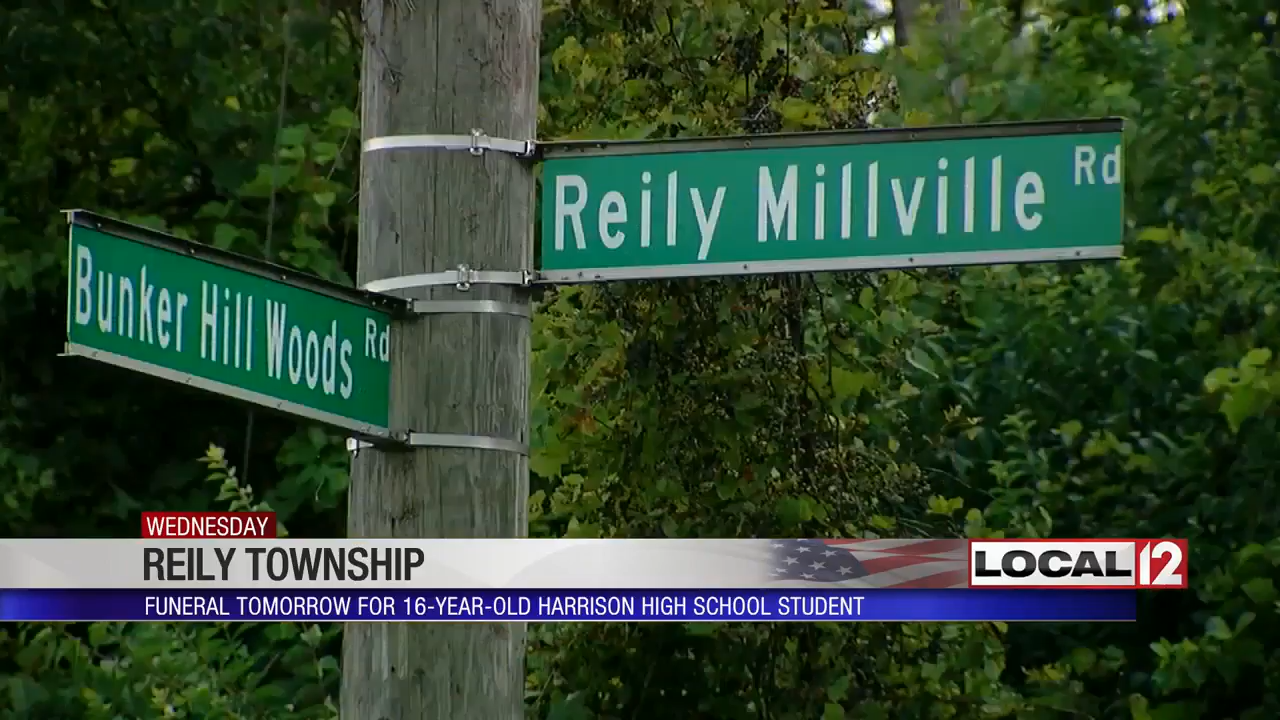 Reily Millville Rd
Bunker Hill Woods Rd
WEDNESDAY
REILY TOWNSHIP
LOCAL 12
FUNERAL TOMORROW FOR 16-YEAR-OLD HARRISON HIGH SCHOOL STUDENT